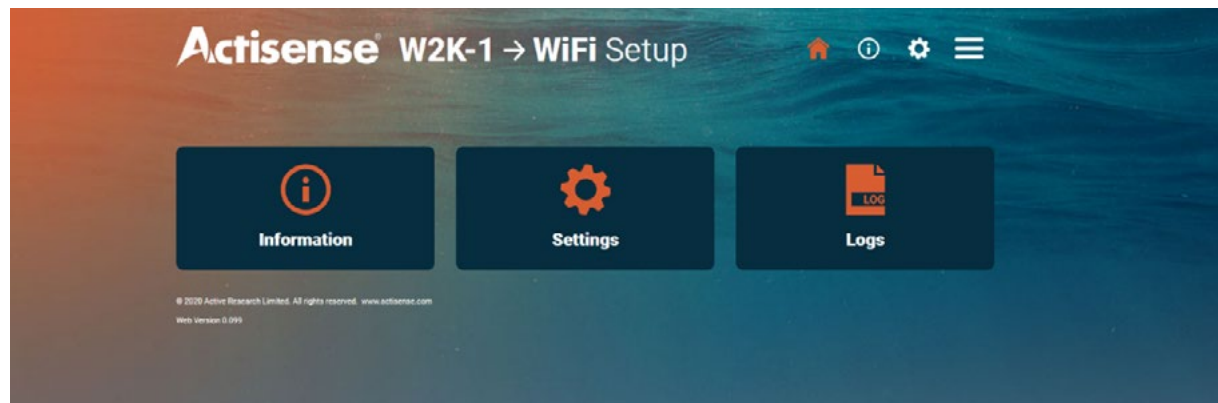 Actisense® W2K-1 → WiFi Setup
Information
Settings
LOG
Logs
© 2020 Active Research Limited. All rights reserved. www.actisense.com
Web Version 0.099